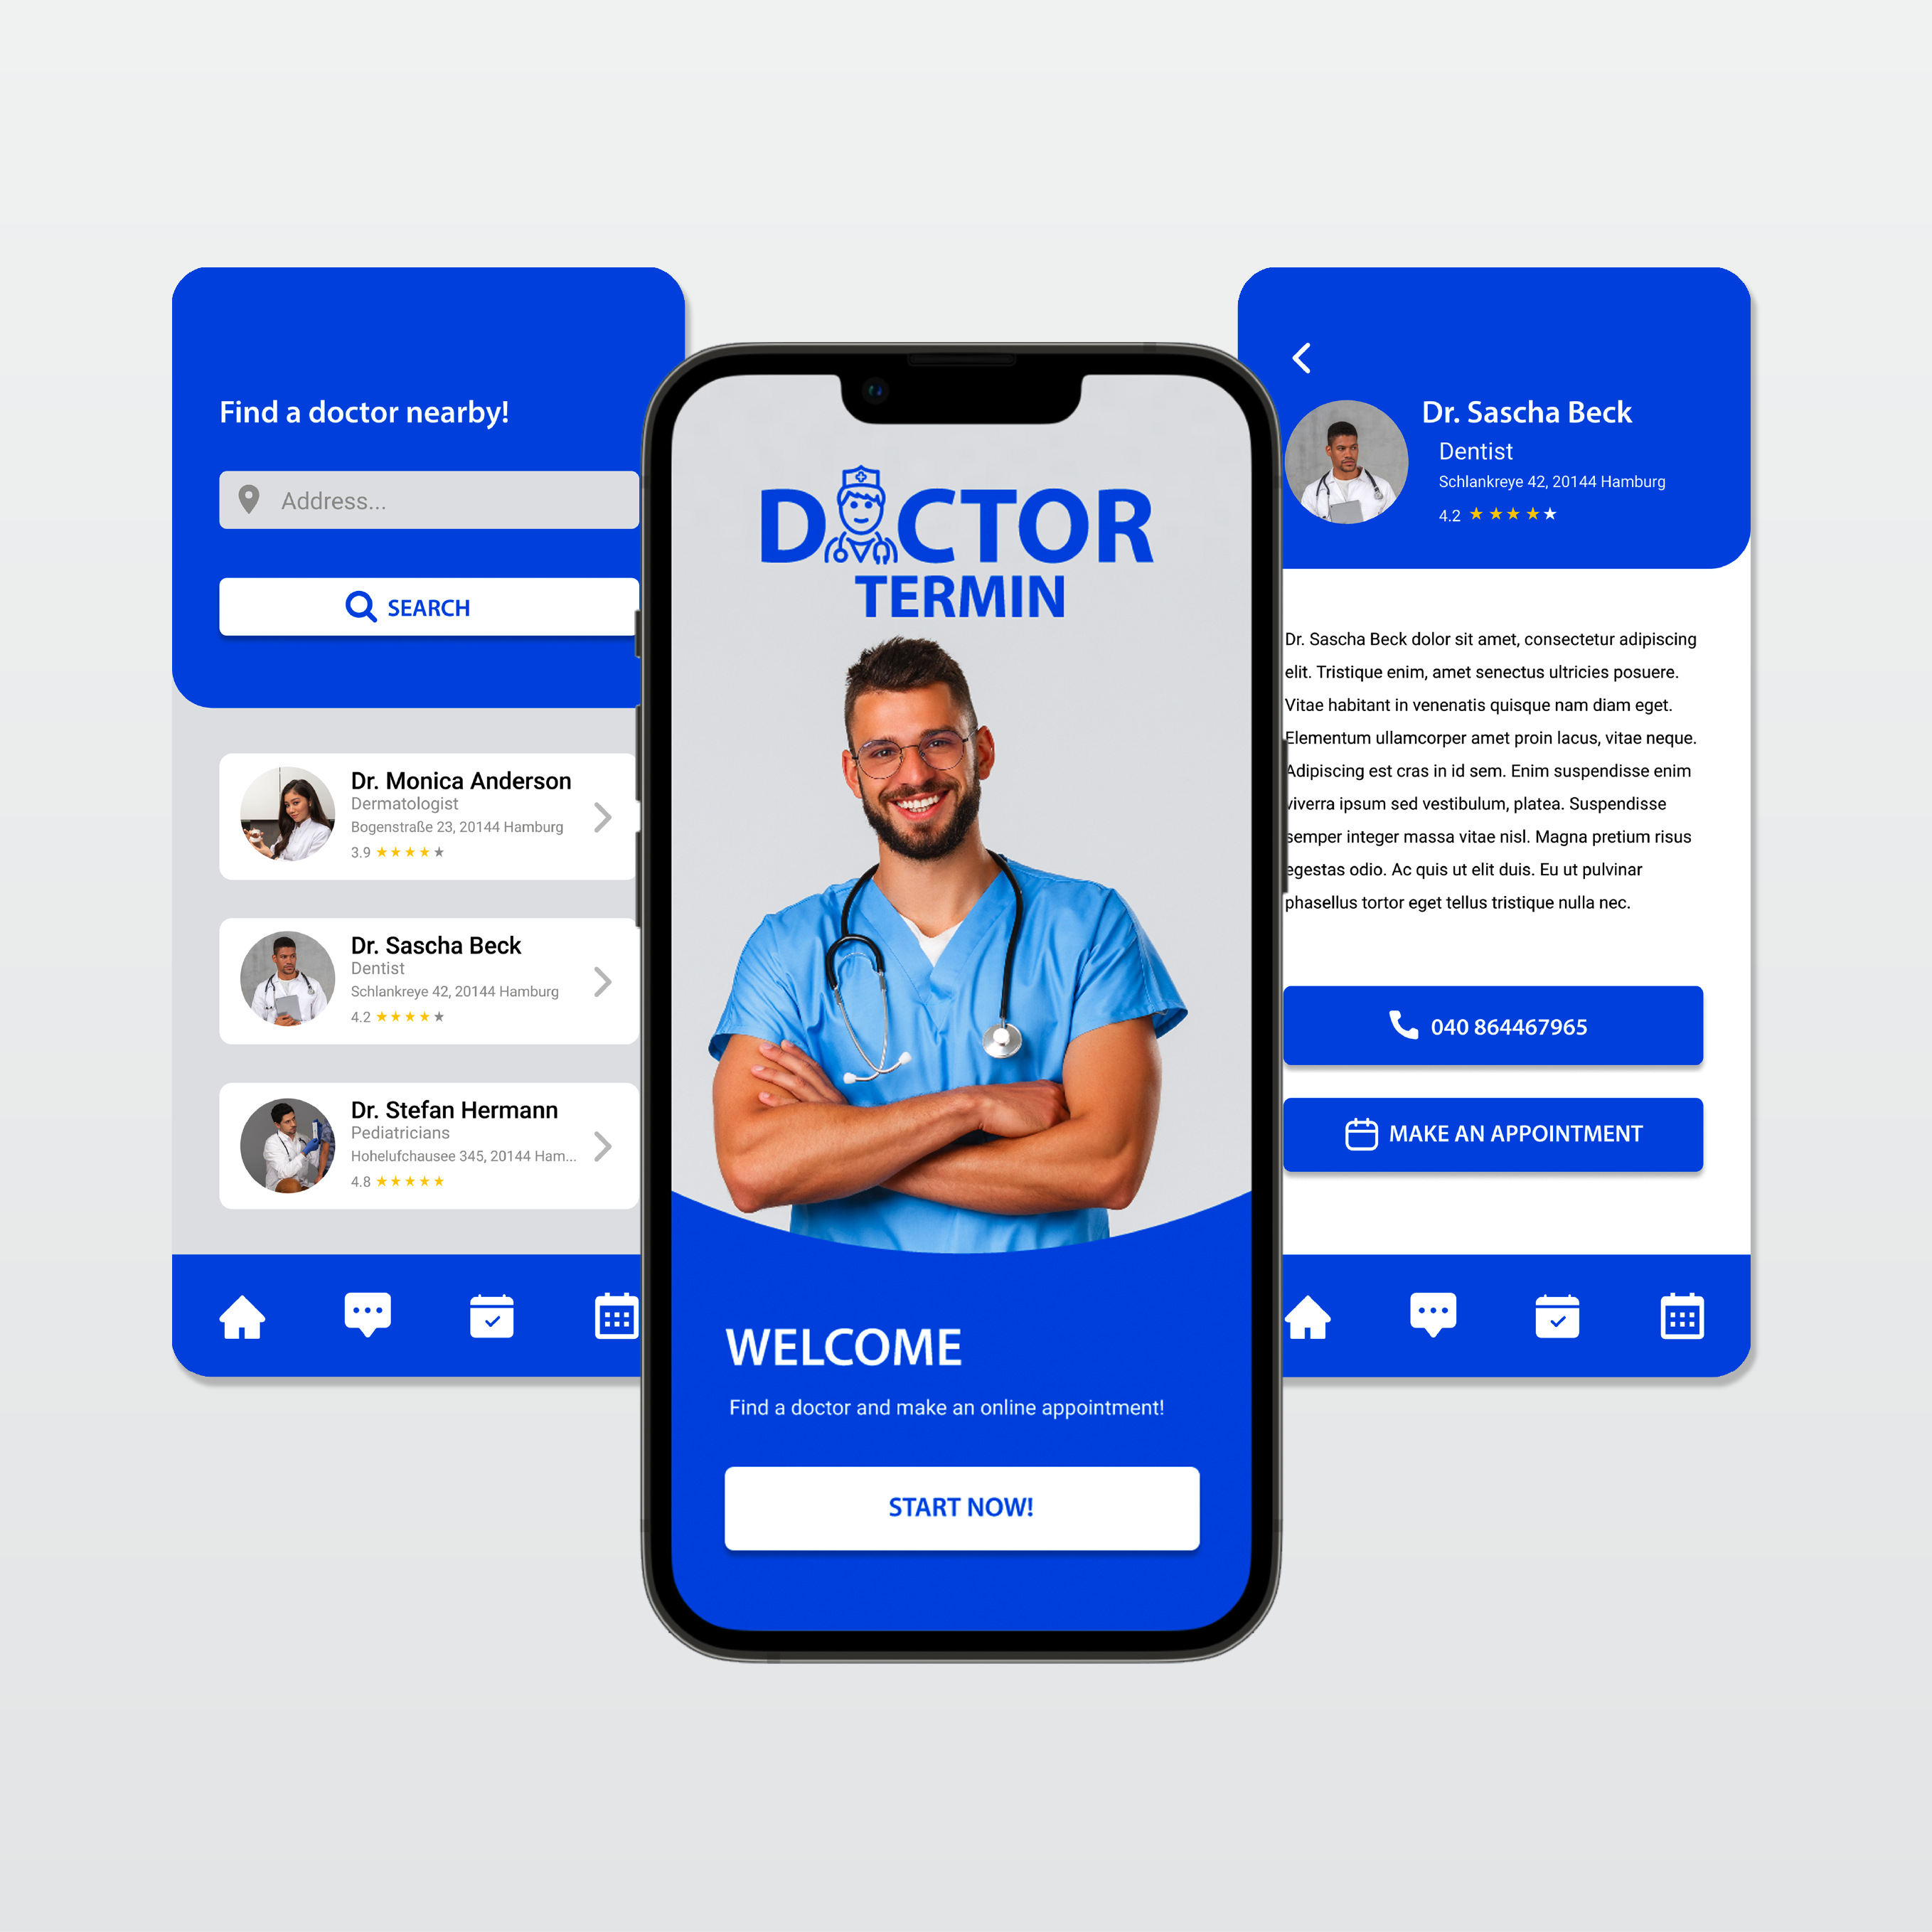 Find a doctor nearby!
Address...
SEARCH
Dr. Monica Anderson
Dermatologist
Bogenstraße 23, 20144 Hamburg
3.9
Dr. Sascha Beck
Dentist
Schlankreye 42, 20144 Hamburg
4.2
Dr. Stefan Hermann
Pediatricians
Hohelufchausee 345, 20144 Ham...
4.8
DOCTOR
TERMIN
WELCOME
Find a doctor and make an online appointment!
START NOW!
Dr. Sascha Beck
Dentist
Schlankreye 42, 20144 Hamburg
4.2
Dr. Sascha Beck dolor sit amet, consectetur adipiscing
elit. Tristique enim, amet senectus ultricies posuere.
Vitae habitant in venenatis quisque nam diam eget.
Elementum ullamcorper amet proin lacus, vitae neque.
Adipiscing est cras in id sem. Enim suspendisse enim
viverra ipsum sed vestibulum, platea. Suspendisse
semper integer massa vitae nisl. Magna pretium risus
egestas odio. Ac quis ut elit duis. Eu ut pulvinar
phasellus tortor eget tellus tristique nulla nec.
040 864467965
MAKE AN APPOINTMENT